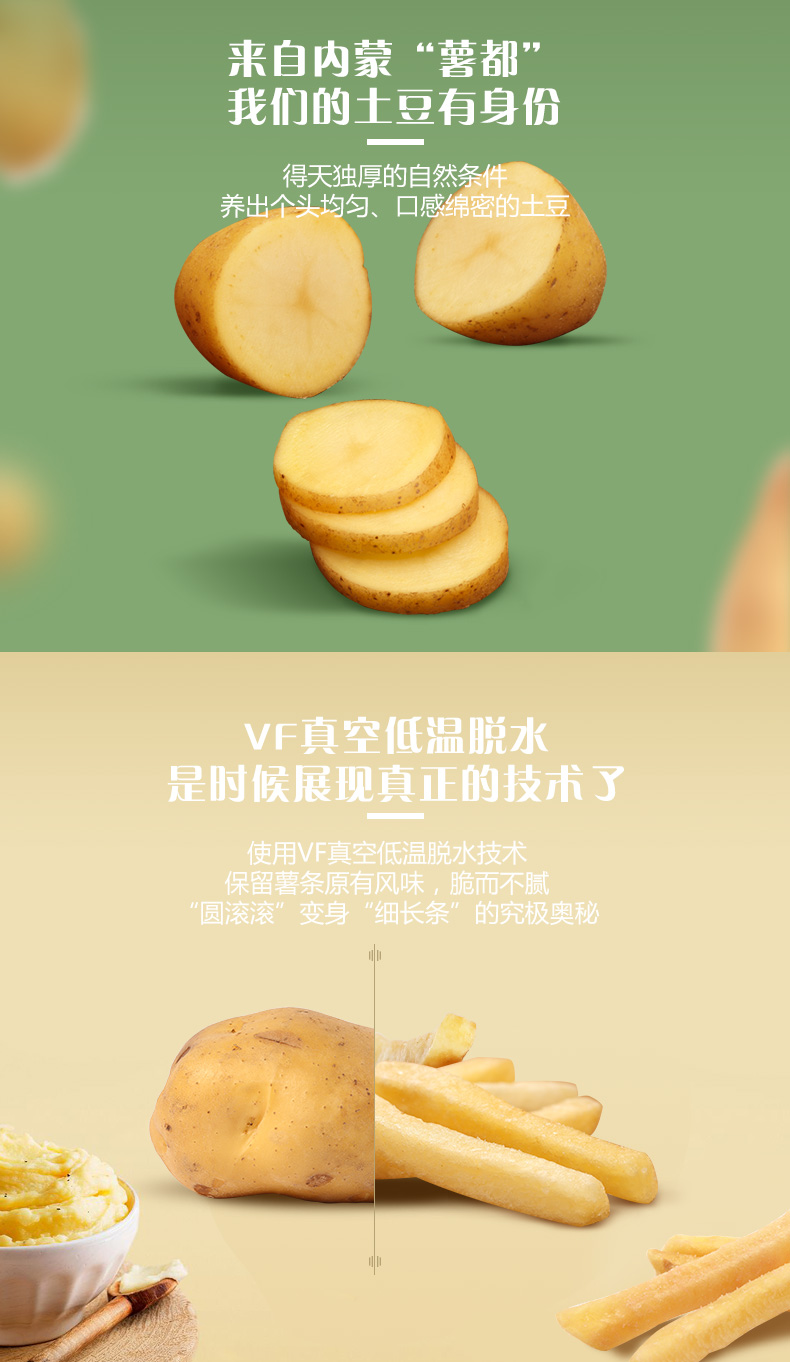 来自内蒙“薯都”
我们的土豆有身份
得天独厚的自然条件
养出个头均匀、口感绵密的土豆
VF真空低温脱水
是时候展现真正的技术了
使用VF真空低温脱水技术
保留薯条原有风味，脆而不腻
“圆滚滚”变身“细长条”的究极奥秘